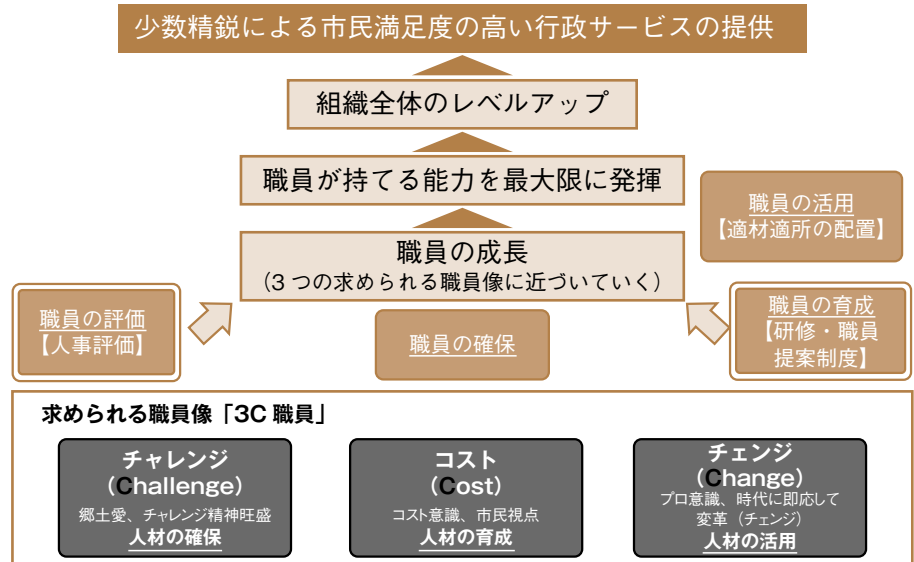 少数精鋭による市民満足度の高い行政サービスの提供
組織全体のレベルアップ
職員が持てる能力を最大限に発揮
職員の活用
【適材適所の配置】
職員の成長
（3つの求められる職員像に近づいていく）
職員の評価
【人事評価】
職員の確保
職員の育成
【研修・職員
提案制度】
求められる職員像「3C 職員」
チャレンジ
（Challenge）
郷土愛、チャレンジ精神旺盛
人材の確保
コスト
（Cost）
コスト意識、市民視点
人材の育成
チェンジ
（Change）
プロ意識、時代に即応して
変革（チェンジ）
人材の活用